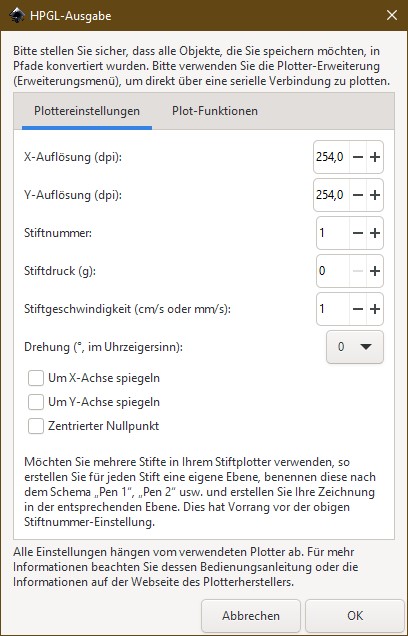 HPGL-Ausgabe
Bitte stellen Sie sicher, dass alle Objekte, die Sie speichern möchten, in
Pfade konvertiert wurden. Bitte verwenden Sie die Plotter-Erweiterung
(Erweiterungsmenü), um direkt über eine serielle Verbindung zu plotten.
Plottereinstellungen Plot-Funktionen
X-Auflösung (dpi): 254,0 − +
Y-Auflösung (dpi): 254,0 − +
Stiftnummer: 1 − +
Stiftdruck (g): 0 − +
Stiftgeschwindigkeit (cm/s oder mm/s): 1 − +
Drehung (°, im Uhrzeigersinn): 0
Um X-Achse spiegeln
Um Y-Achse spiegeln
Zentrierter Nullpunkt
Möchten Sie mehrere Stifte in Ihrem Stiftplotter verwenden, so
erstellen Sie für jeden Stift eine eigene Ebene, benennen diese nach
dem Schema „Pen 1“, „Pen 2“ usw. und erstellen Sie Ihre Zeichnung
in der entsprechenden Ebene. Dies hat Vorrang vor der obigen
Stiftnummer-Einstellung.
Alle Einstellungen hängen vom verwendeten Plotter ab. Für mehr
Informationen beachten Sie dessen Bedienungsanleitung oder die
Informationen auf der Webseite des Plotterherstellers.
Abbrechen OK